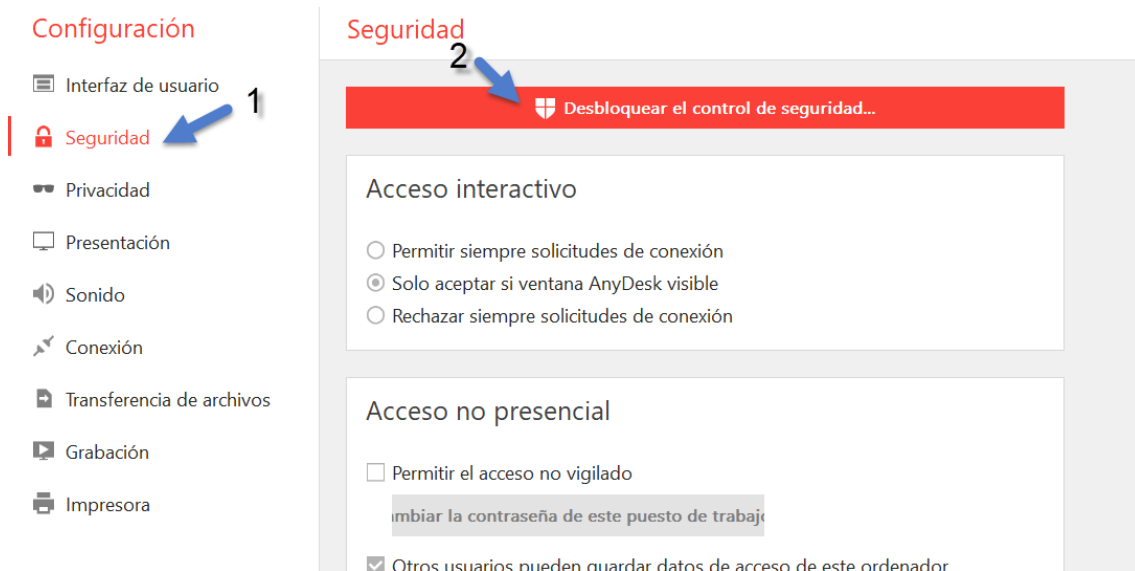 Configuración
Interfaz de usuario
1
Seguridad
Privacidad
Presentación
Sonido
Conexión
Transferencia de archivos
Grabación
Impresora
Seguridad
2
Desbloquear el control de seguridad...
Acceso interactivo
Permitir siempre solicitudes de conexión
Solo aceptar si ventana AnyDesk visible
Rechazar siempre solicitudes de conexión
Acceso no presencial
Permitir el acceso no vigilado
mbiar la contraseña de este puesto de trabaj
Otros usuarios pueden guardar datos de acceso de este ordenador